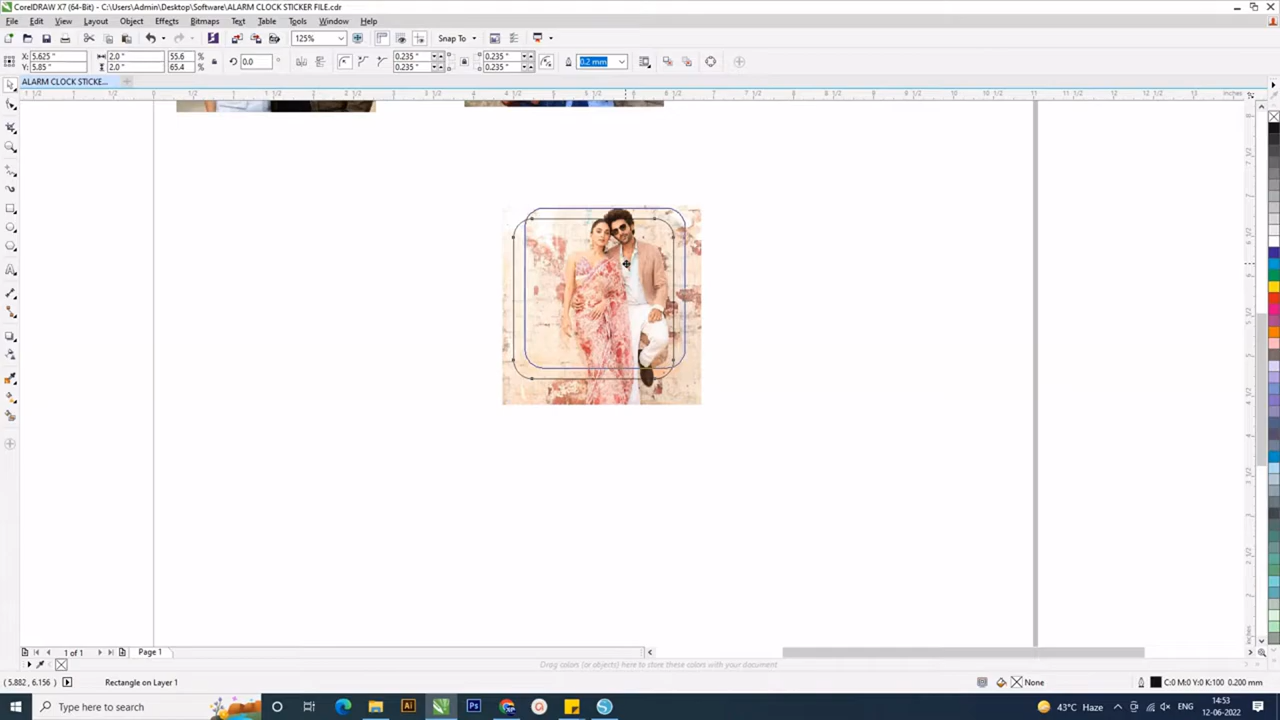 CorelDRAW X7 (64-Bit) - C:\Users\Admin\Desktop\Software\ALARM CLOCK STICKER FILE.cdr
File Edit View Layout Object Effects Bitmaps Text Table Tools Window Help
125% Snap To
X: 5.625 " 2.0 " 55.6 % 0.0 ° 0.235 " 0.235 " 0.2 mm
Y: 5.85 " 2.0 " 65.4 % 0.235 " 0.235 "
ALARM CLOCK STICKE...
inches
1 of 1 Page 1
Drag colors (or objects) here to store these colors with your document
( 5.882, 6.156 ) Rectangle on Layer 1 None C:0 M:0 Y:0 K:100 0.200 mm
Type here to search 43°C Haze 14:53
12-06-2022